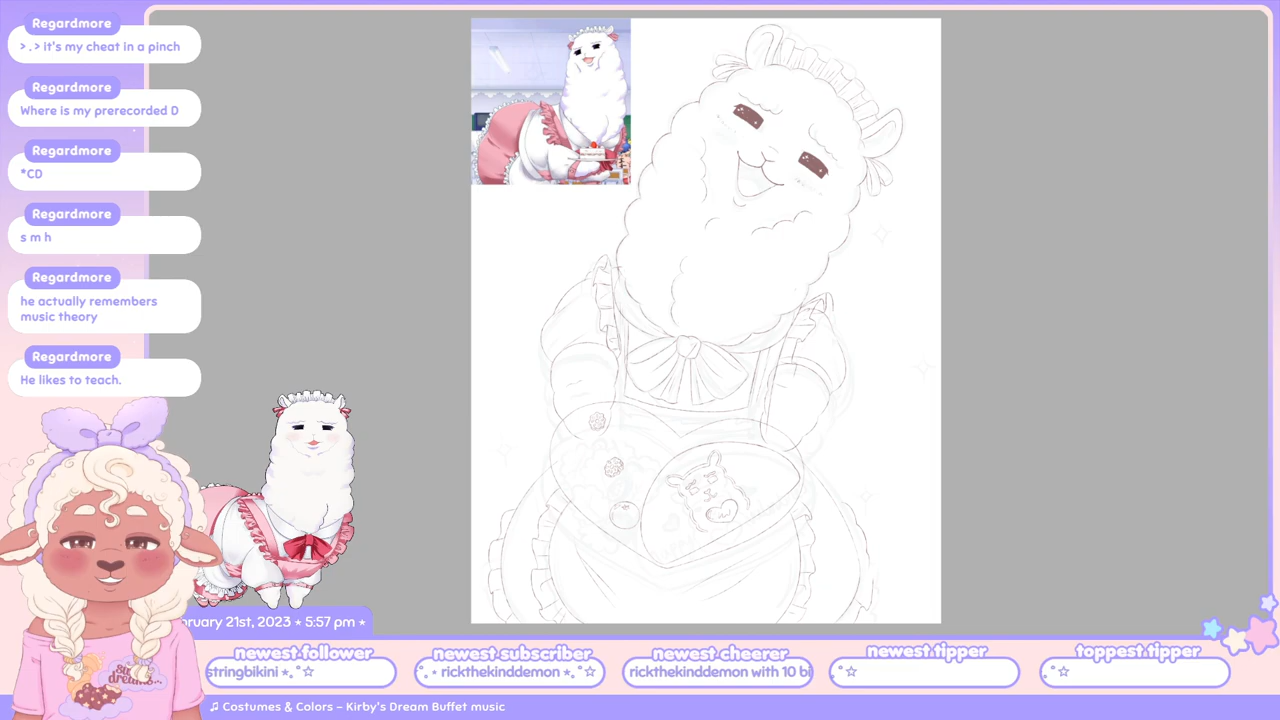 Regardmore
> . > it's my cheat in a pinch
Regardmore
Where is my prerecorded D
Regardmore
*CD
Regardmore
s m h
Regardmore
he actually remembers
music theory
Regardmore
He likes to teach.
bruary 21st, 2023 ⋆ 5:57 pm ⋆
newest follower
stringbikini ⋆.˚☆
newest subscriber
˚.⋆ rickthekinddemon ⋆.˚☆
newest cheerer
rickthekinddemon with 10 bi
newest tipper
.˚☆
toppest tipper
.˚☆
♫ Costumes & Colors – Kirby's Dream Buffet music